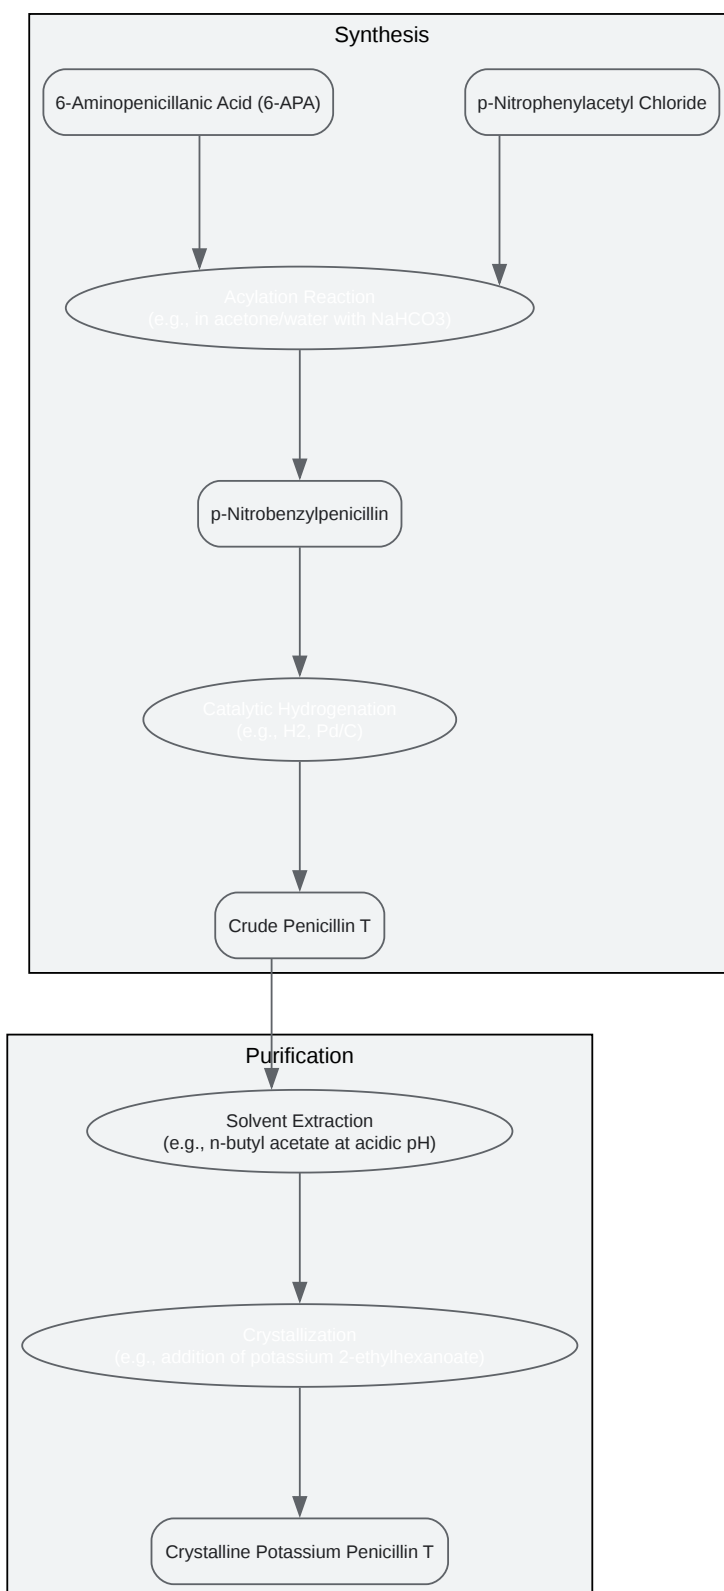 Synthesis
6-Aminopenicillanic Acid (6-APA)
p-Nitrophenylacetyl Chloride
Acylation Reaction
(e.g., in acetone/water with NaHCO3)
p-Nitrobenzylpenicillin
Catalytic Hydrogenation
(e.g., H2, Pd/C)
Crude Penicillin T
Purification
Solvent Extraction
(e.g., n-butyl acetate at acidic pH)
Crystallization
(e.g., addition of potassium 2-ethylhexanoate)
Crystalline Potassium Penicillin T